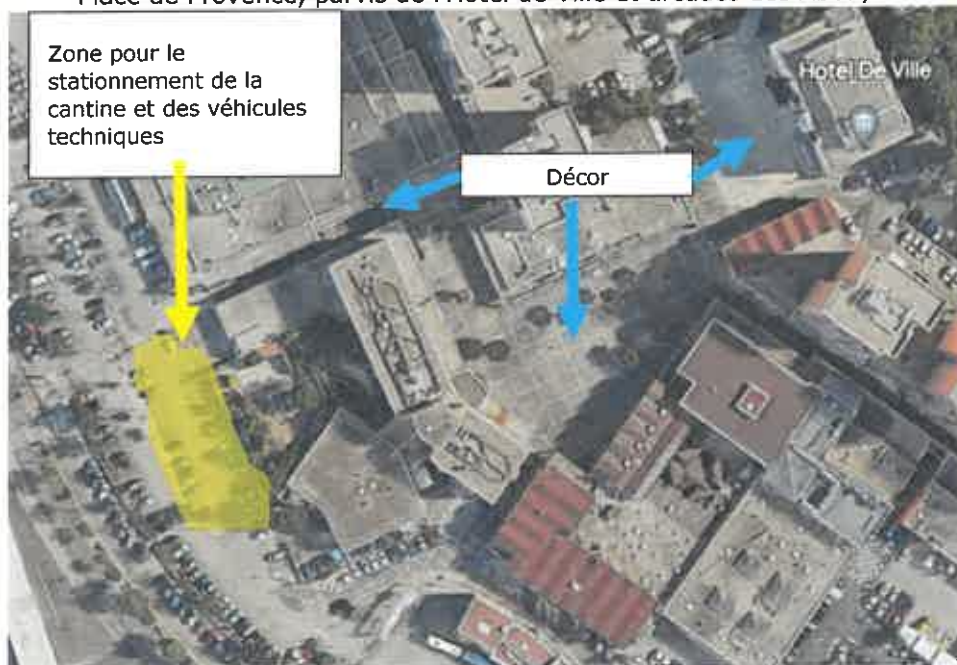 Place de Provence, parvis de l'Hôtel de Ville et
Zone pour le
stationnement de la
cantine et des véhicules
techniques
Hotel De Ville
Décor